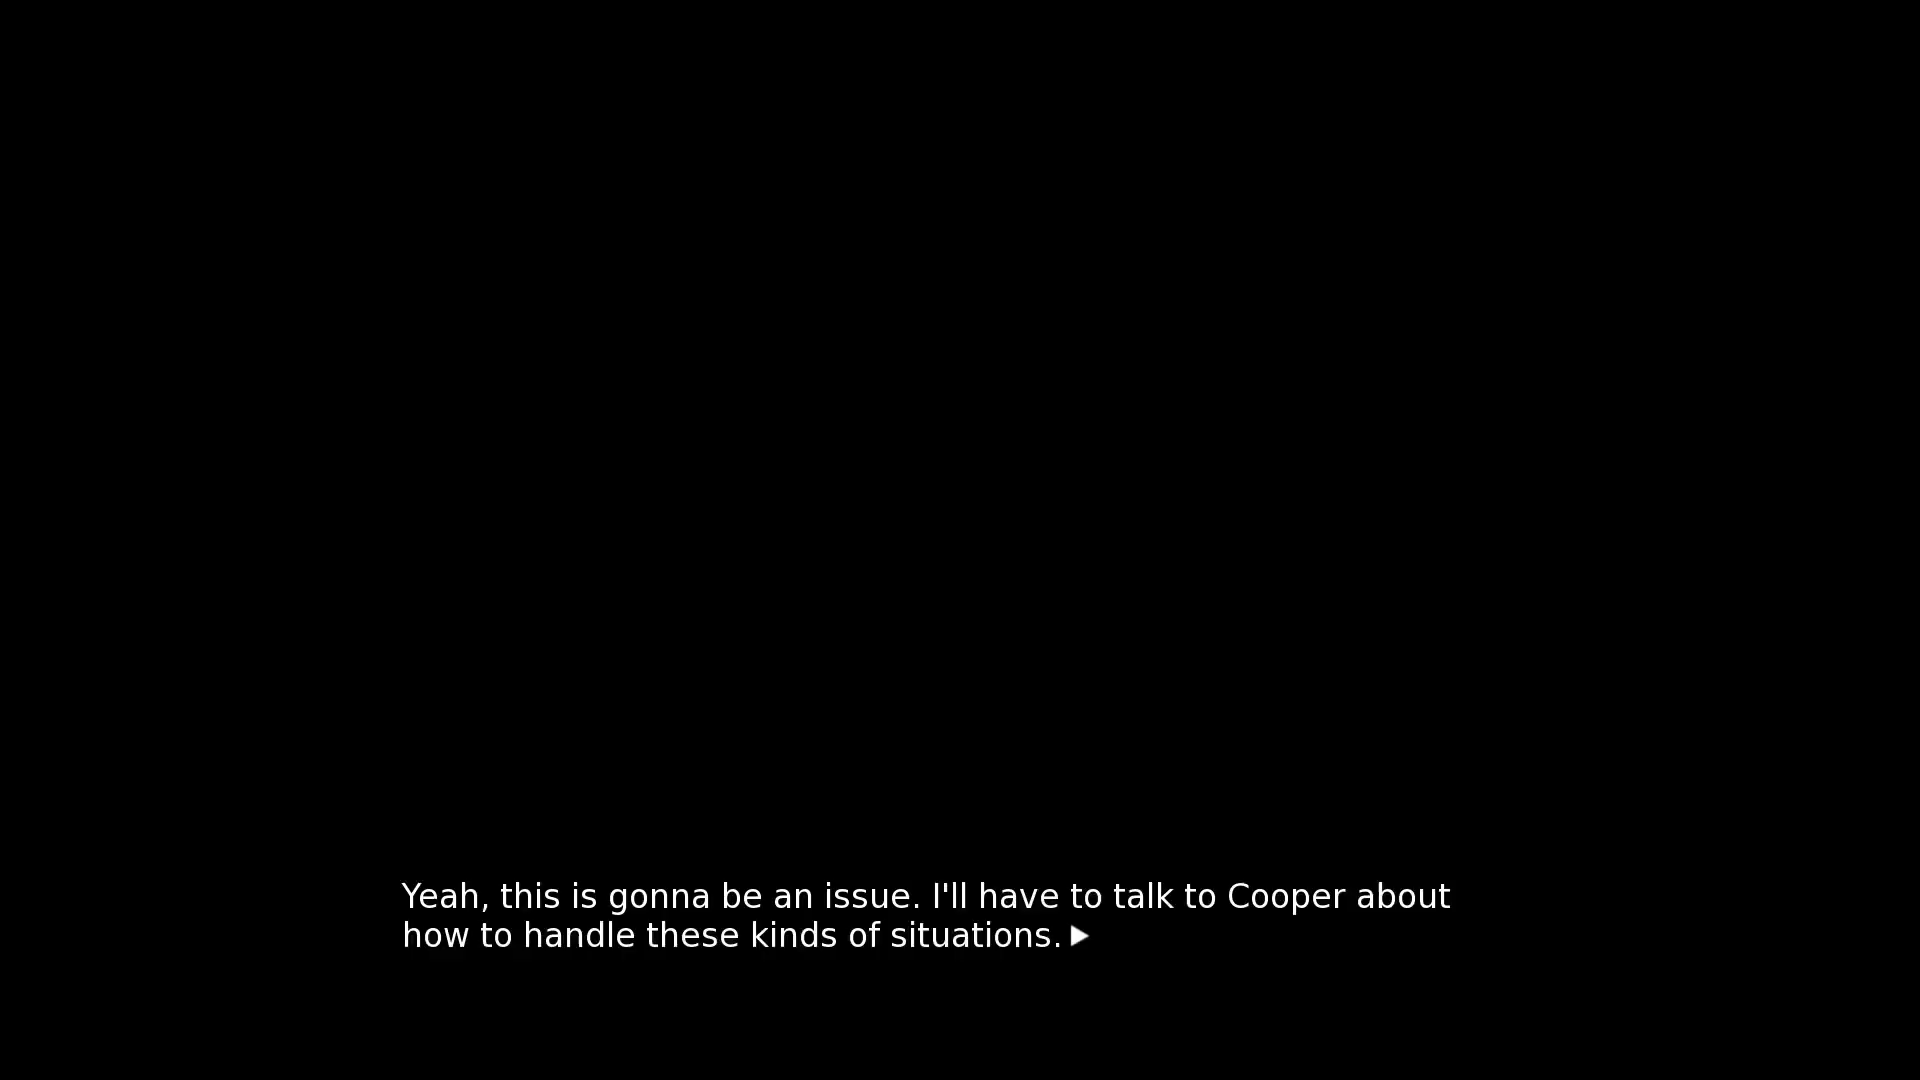 Yeah, this is gonna be an issue. I'll have to talk to Cooper about
how to handle these kinds of situations.